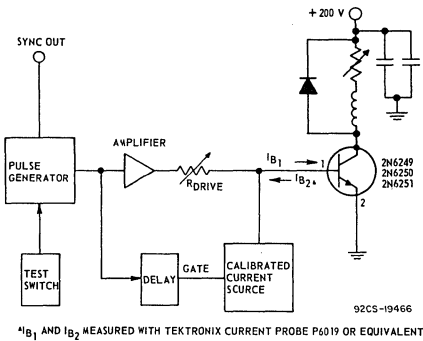 + 200 V
SYNC OUT
AMPLIFIER
PULSE
GENERATOR
R DRIVE
IB1
IB2▲
1
2
2N6249
2N6250
2N6251
TEST
SWITCH
DELAY
GATE
CALIBRATED
CURRENT
SOURCE
92CS-19466
▲IB1 AND IB2 MEASURED WITH TEKTRONIX CURRENT PROBE P6019 OR EQUIVALENT